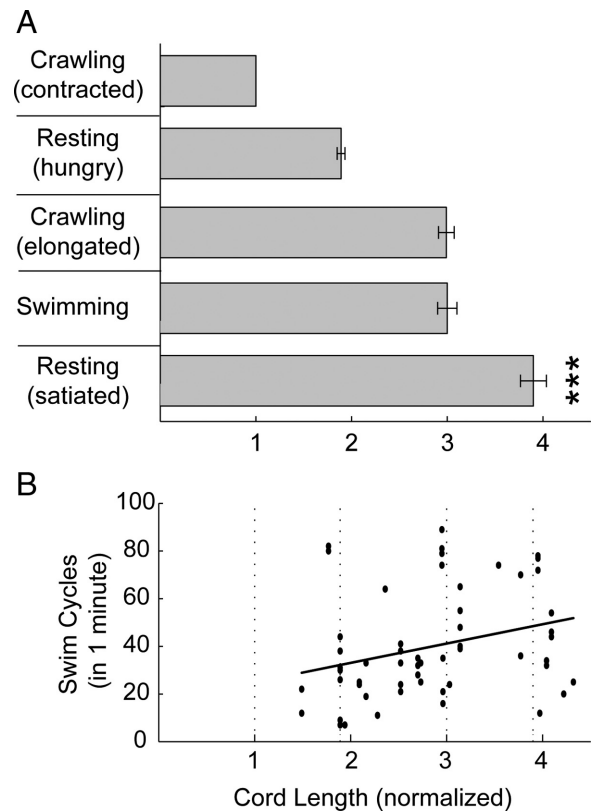 A
Crawling
(contracted)
Resting
(hungry)
Crawling
(elongated)
Swimming
Resting
(satiated)
***
1 2 3 4
B
Swim Cycles
(in 1 minute)
100
80
60
40
20
0
1 2 3 4
Cord Length (normalized)